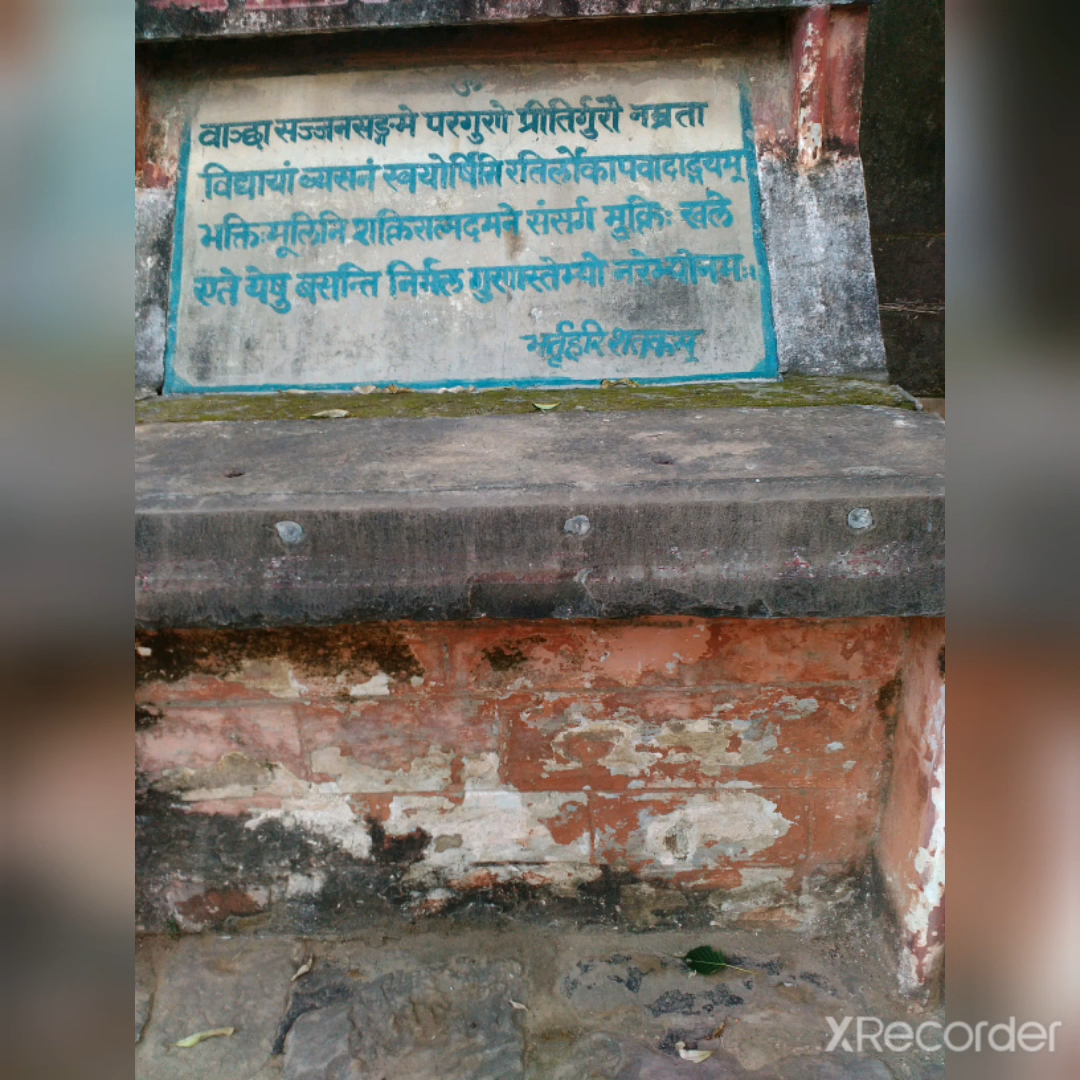 ॐ
वाञ्छा सज्जनसङ्गमे परगुणे प्रीतिर्गुरौ नम्रता
विद्यायां व्यसनं स्वयोर्षिति रतिर्लोकापवादाद्भयम्
भक्तिःशूलिनि शक्तिरात्मदमने संसर्ग मुक्तिः खले
एते येषु बसन्ति निर्मल गुणास्तेभ्यो नरेभ्योनमः।।
भर्तृहरि शतकम्
XRecorder